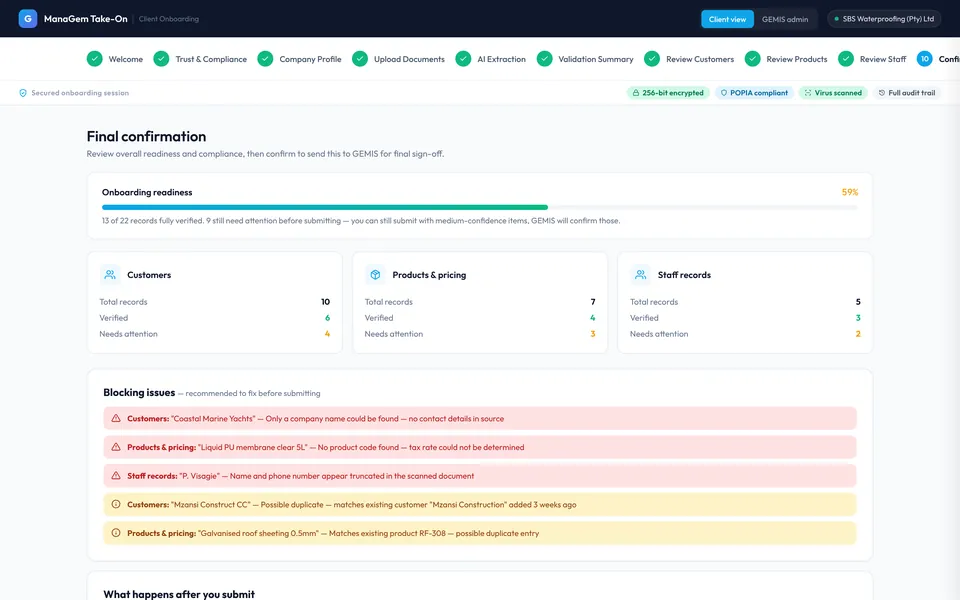 G ManaGem Take-On | Client Onboarding Client view GEMIS admin SBS Waterproofing (Pty) Ltd
Welcome Trust & Compliance Company Profile Upload Documents AI Extraction Validation Summary Review Customers Review Products Review Staff 10 Confi
Secured onboarding session 256-bit encrypted POPIA compliant Virus scanned Full audit trail
Final confirmation
Review overall readiness and compliance, then confirm to send this to GEMIS for final sign-off.
Onboarding readiness 59%
13 of 22 records fully verified. 9 still need attention before submitting — you can still submit with medium-confidence items, GEMIS will confirm those.
Customers
Total records 10
Verified 6
Needs attention 4
Products & pricing
Total records 7
Verified 4
Needs attention 3
Staff records
Total records 5
Verified 3
Needs attention 2
Blocking issues — recommended to fix before submitting
Customers: "Coastal Marine Yachts" — Only a company name could be found — no contact details in source
Products & pricing: "Liquid PU membrane clear 5L" — No product code found — tax rate could not be determined
Staff records: "P. Visagie" — Name and phone number appear truncated in the scanned document
Customers: "Mzansi Construct CC" — Possible duplicate — matches existing customer "Mzansi Construction" added 3 weeks ago
Products & pricing: "Galvanised roof sheeting 0.5mm" — Matches existing product RF-308 — possible duplicate entry
What happens after you submit